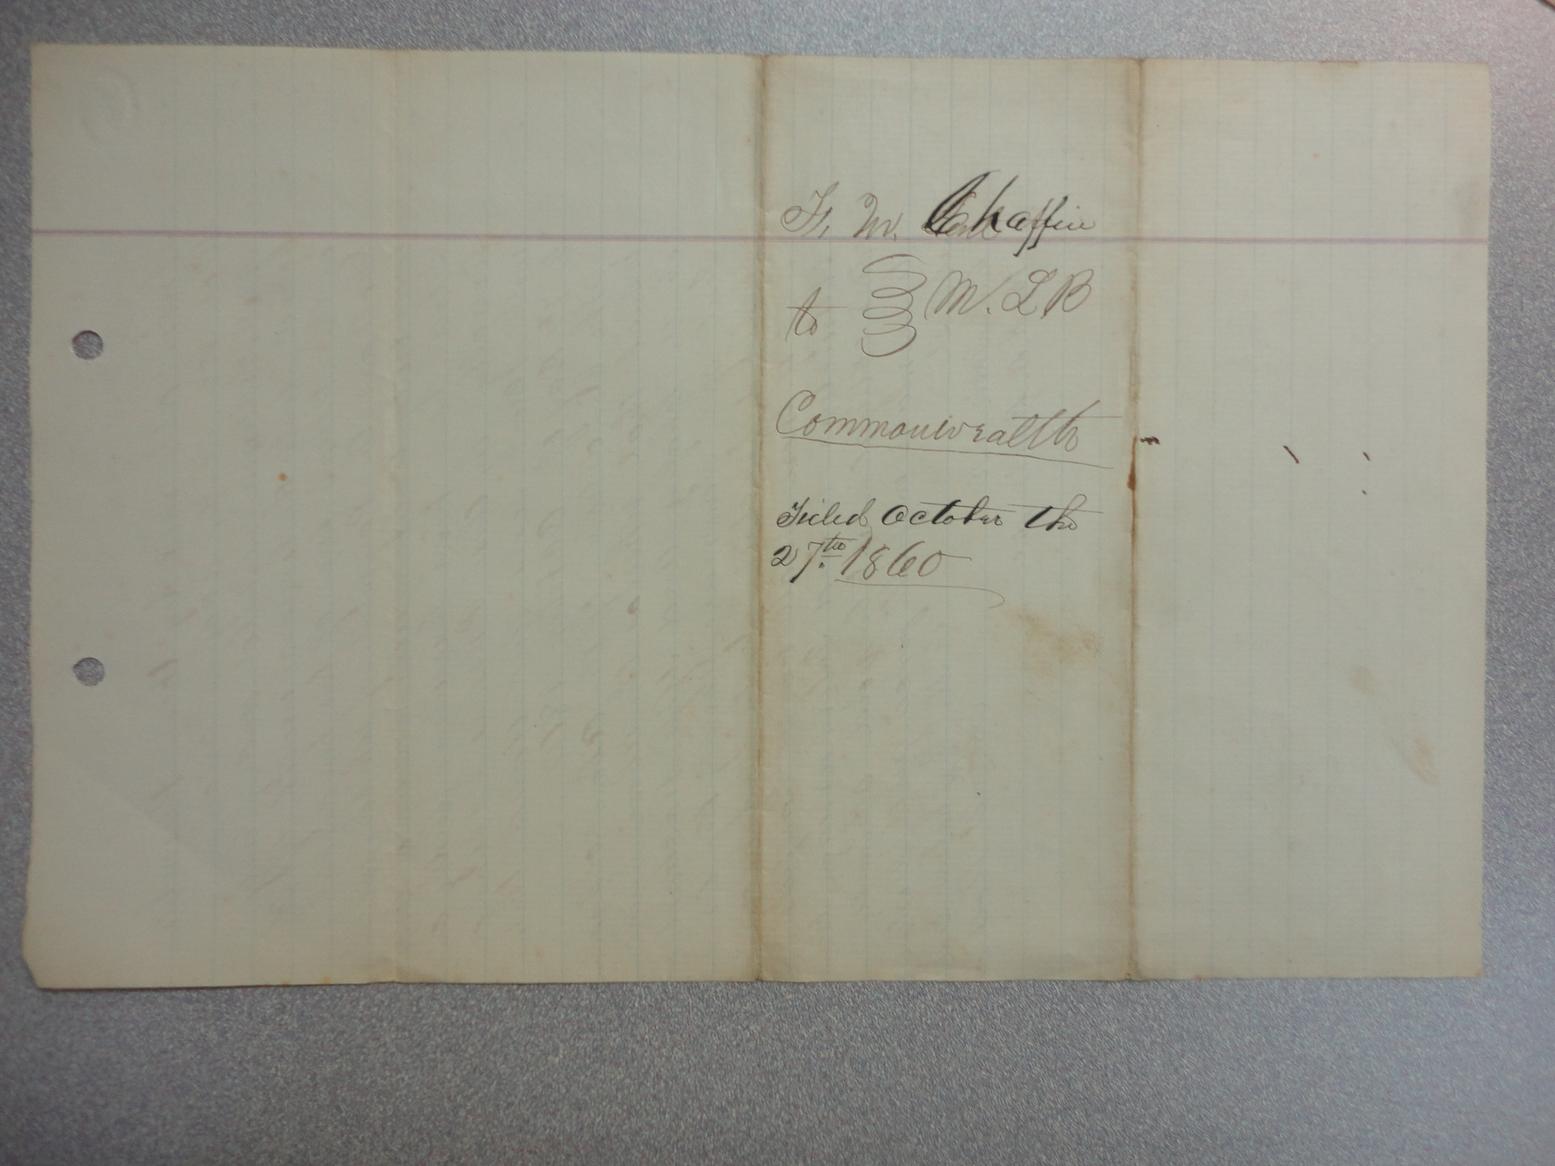 F. M. Chaffin
to M. L B
Commonwealth
Filed October the
27th. 1860